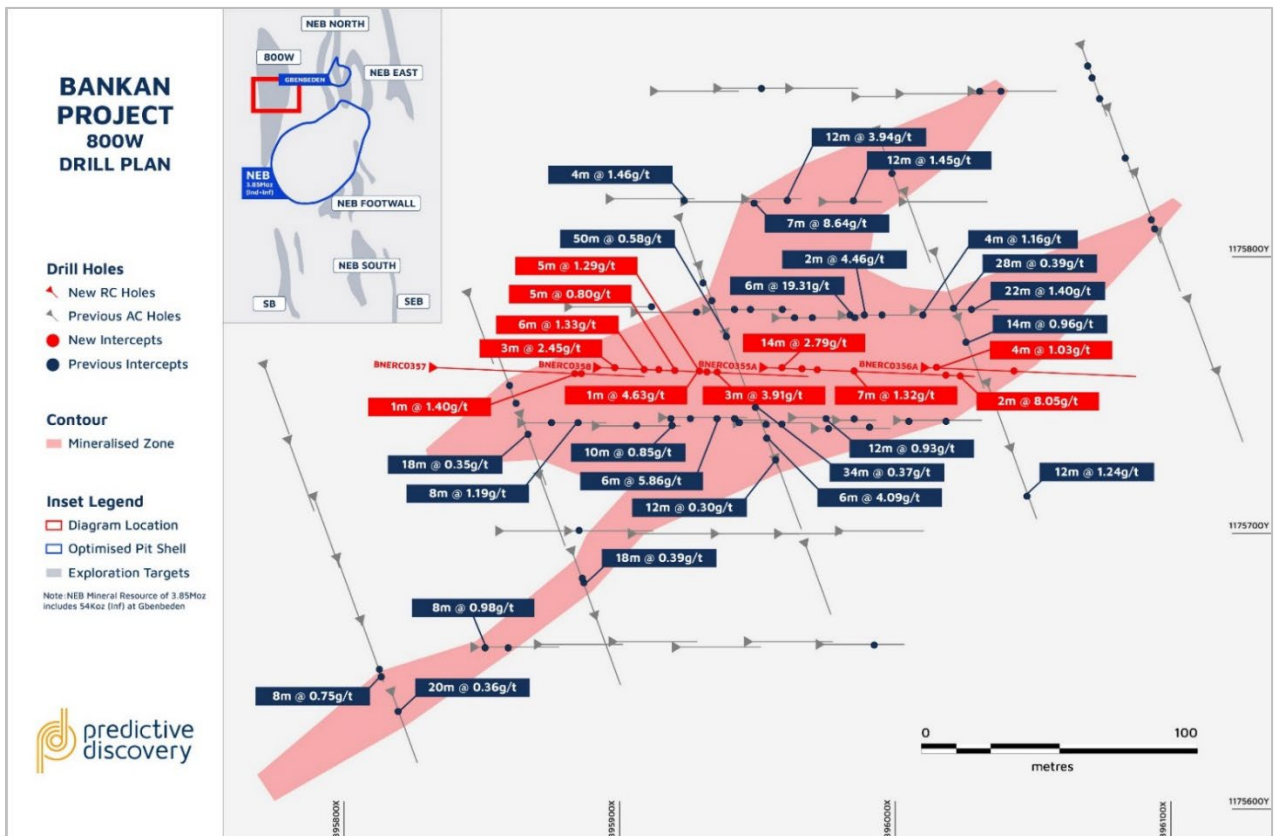 BANKAN
PROJECT
800W
DRILL PLAN
Drill Holes
New RC Holes
Previous AC Holes
New Intercepts
Previous Intercepts
Contour
Mineralised Zone
Inset Legend
Diagram Location
Optimised Pit Shell
Exploration Targets
Note: NEB Mineral Resource of 3.85Moz
includes 54Koz (Inf) at Gbenbeden
predictive
discovery
NEB NORTH
800W
GBENBEDEN
NEB EAST
NEB
3.85Moz
(Ind+Inf)
NEB FOOTWALL
NEB SOUTH
SB
SEB
12m @ 3.94g/t
12m @ 1.45g/t
4m @ 1.46g/t
7m @ 8.64g/t
50m @ 0.58g/t
4m @ 1.16g/t
2m @ 4.46g/t
28m @ 0.39g/t
5m @ 1.29g/t
6m @ 19.31g/t
22m @ 1.40g/t
5m @ 0.80g/t
6m @ 1.33g/t
14m @ 0.96g/t
3m @ 2.45g/t
14m @ 2.79g/t
4m @ 1.03g/t
BNERC0357
BNERC0358
BNERC0355A
BNERC0356A
1m @ 1.40g/t
1m @ 4.63g/t
3m @ 3.91g/t
7m @ 1.32g/t
2m @ 8.05g/t
18m @ 0.35g/t
10m @ 0.85g/t
12m @ 0.93g/t
8m @ 1.19g/t
6m @ 5.86g/t
34m @ 0.37g/t
12m @ 1.24g/t
12m @ 0.30g/t
6m @ 4.09g/t
18m @ 0.39g/t
8m @ 0.98g/t
8m @ 0.75g/t
20m @ 0.36g/t
1175800Y
1175700Y
1175600Y
0 100
metres
395800X
395900X
396000X
396100X